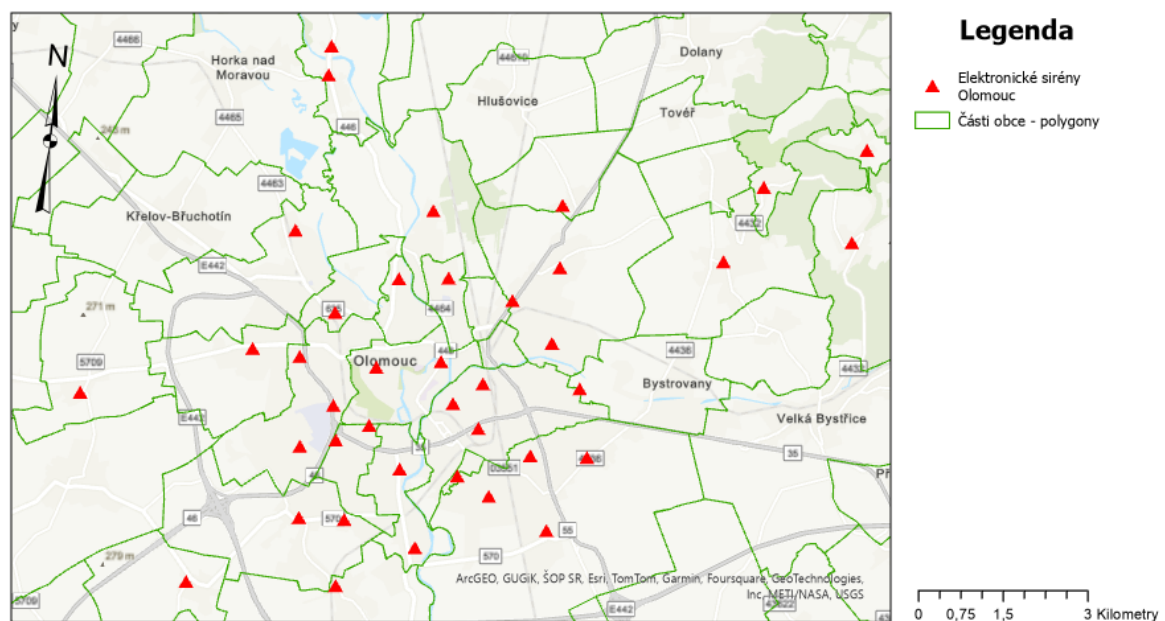 y
4466
Horka nad
Moravou
44610
Dolany
N
Hlušovice
Tovéř
4465
446
245 m
4463
Křelov-Břuchotín
4432
E442
271 m
4464
Olomouc
5709
4436
Bystrovany
4432
Velká Bystřice
E442
35
46
Př
46
570
55
279 m
570
5709
E442
ArcGEO, GUGiK, ŠOP SR, Esri, TomTom, Garmin, Foursquare, GeoTechnologies,
Inc, METI/NASA, USGS
Legenda
Elektronické sirény
Olomouc
Části obce - polygony
0 0,75 1,5 3 Kilometry